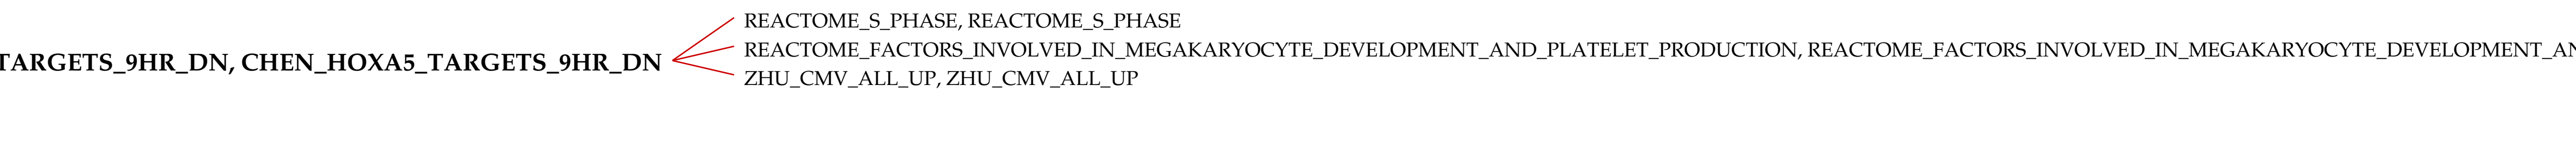 REACTOME_S_PHASE, REACTOME_S_PHASE
REACTOME_FACTORS_INVOLVED_IN_MEGAKARYOCYTE_DEVELOPMENT_AND_PLATELET_PRODUCTION, REACTOME_FACTORS_INVOLVED_IN_MEGAKARYOCYTE_DEVELOPMENT_AN
TARGETS_9HR_DN, CHEN_HOXA5_TARGETS_9HR_DN
ZHU_CMV_ALL_UP, ZHU_CMV_ALL_UP